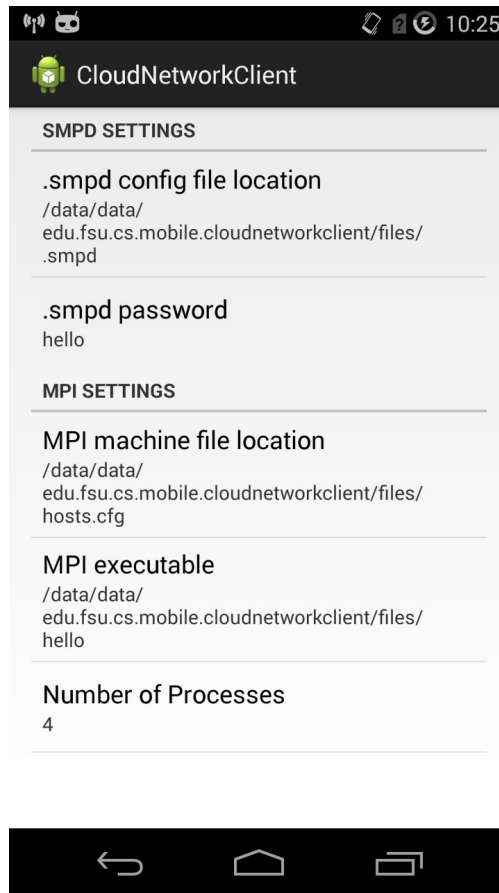 10:25
CloudNetworkClient
SMPD SETTINGS
.smpd config file location
/data/data/
edu.fsu.cs.mobile.cloudnetworkclient/files/
.smpd
.smpd password
hello
MPI SETTINGS
MPI machine file location
/data/data/
edu.fsu.cs.mobile.cloudnetworkclient/files/
hosts.cfg
MPI executable
/data/data/
edu.fsu.cs.mobile.cloudnetworkclient/files/
hello
Number of Processes
4